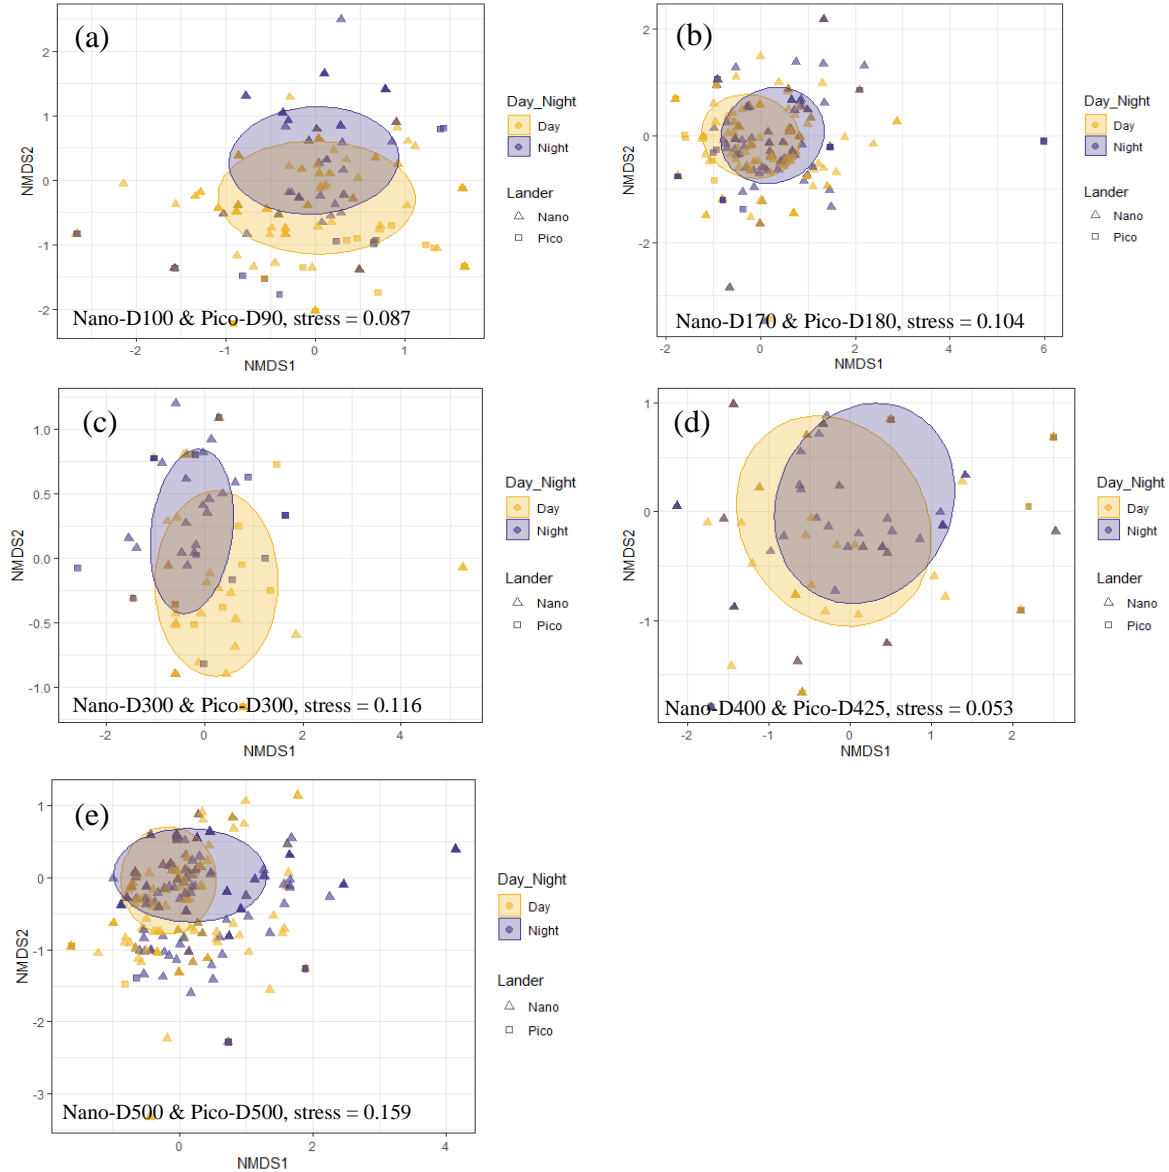 (a)
2
1
0
-1
-2
NMDS2
Nano-D100 & Pico-D90, stress = 0.087
-2
-1
0
1
NMDS1
Day_Night
Day
Night
Lander
Nano
Pico
(b)
2
0
-2
NMDS2
Nano-D170 & Pico-D180, stress = 0.104
-2
0
2
4
6
NMDS1
Day_Night
Day
Night
Lander
Nano
Pico
(c)
1.0
0.5
0.0
-0.5
-1.0
NMDS2
Nano-D300 & Pico-D300, stress = 0.116
-2
0
2
4
NMDS1
Day_Night
Day
Night
Lander
Nano
Pico
(d)
1
0
-1
NMDS2
Nano-D400 & Pico-D425, stress = 0.053
-2
-1
0
1
2
NMDS1
Day_Night
Day
Night
Lander
Nano
Pico
(e)
1
0
-1
-2
-3
NMDS2
Nano-D500 & Pico-D500, stress = 0.159
0
2
4
NMDS1
Day_Night
Day
Night
Lander
Nano
Pico